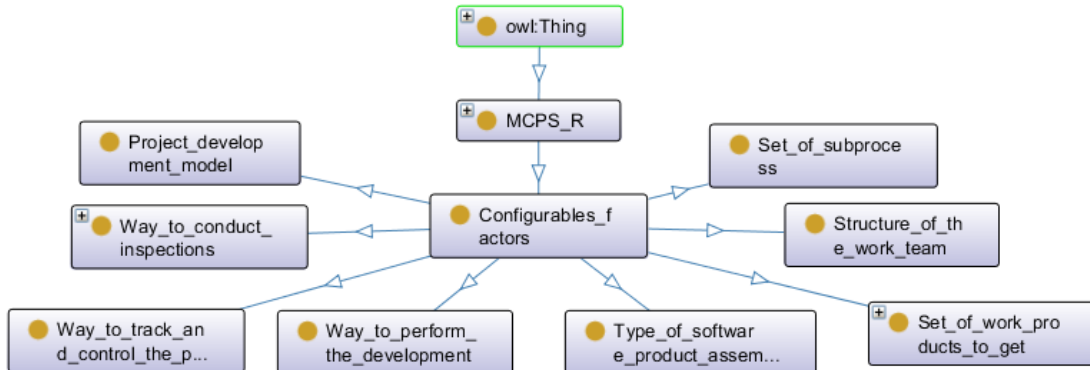 owl:Thing
MCPS_R
Project_develop
ment_model
Set_of_subproce
ss
Way_to_conduct_
inspections
Configurables_f
actors
Structure_of_th
e_work_team
Way_to_track_an
d_control_the_p...
Way_to_perform_
the_development
Type_of_softwar
e_product_assem...
Set_of_work_pro
ducts_to_get